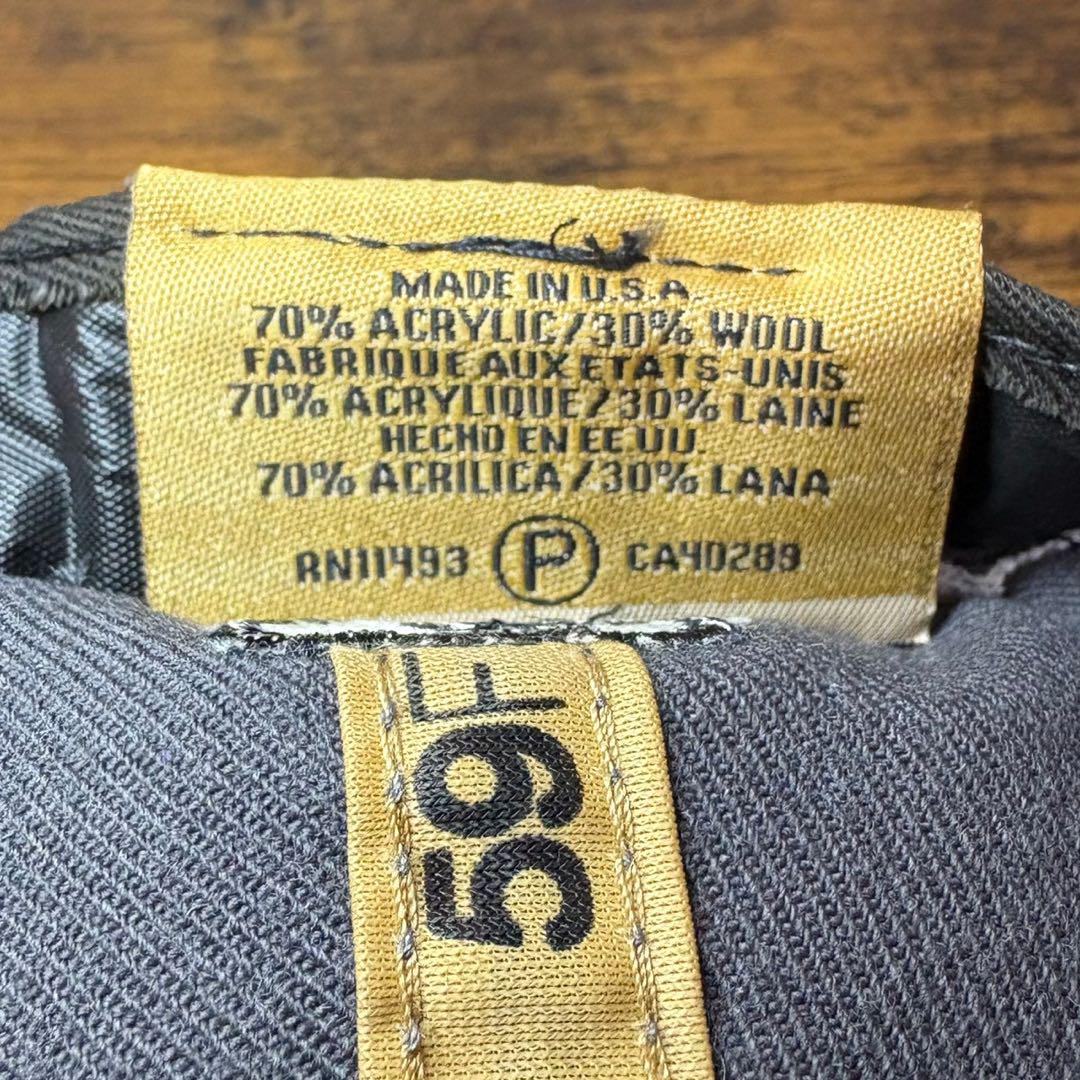 MADE IN U.S.A.
70% ACRYLIC/30% WOOL
FABRIQUE AUX ETATS-UNIS
70% ACRYLIQUE/30% LAINE
HECHO EN EE UU.
70% ACRILICA/30% LANA
RN11493 P CA40289
59F